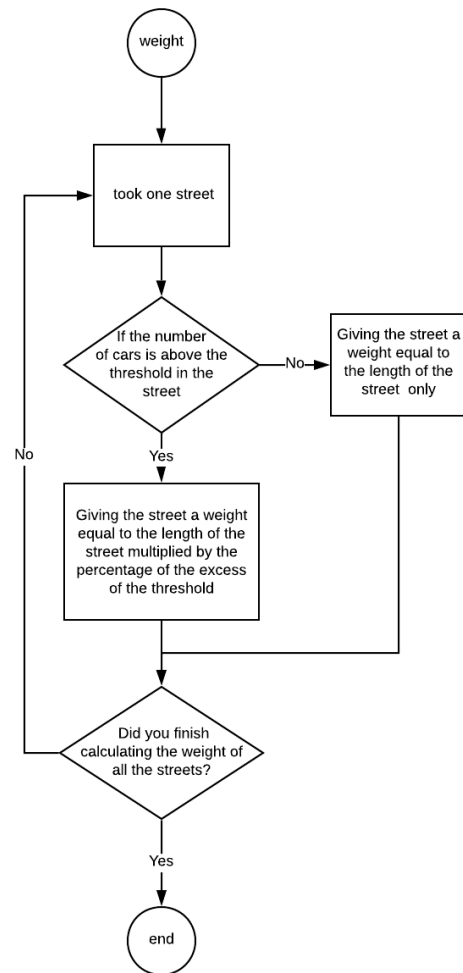 weight
took one street
If the number
of cars is above the
threshold in the
street
No
Giving the street a
weight equal to
the length of the
street only
Yes
Giving the street a weight
equal to the length of the
street multiplied by the
percentage of the excess
of the threshold
No
Did you finish
calculating the weight of
all the streets?
Yes
end